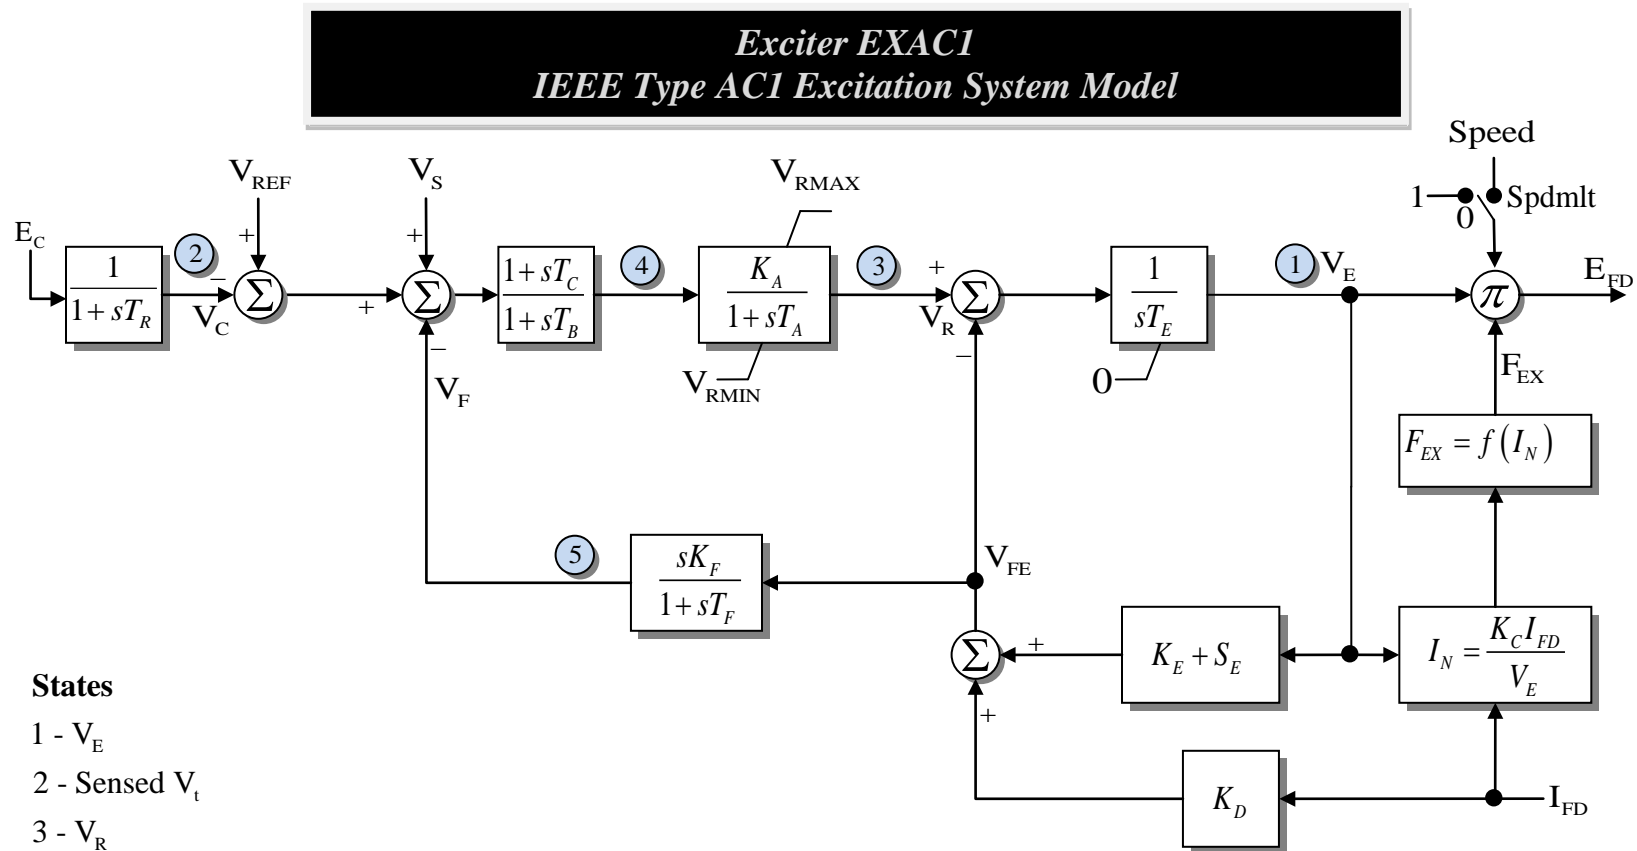 Exciter EXAC1
IEEE Type AC1 Excitation System Model
Speed
1
0
Spdmlt
V_REF
V_S
V_RMAX
E_C
+
+
2
4
3
1
V_E
E_FD
1
1 + sT_R
−
V_C
Σ
+
Σ
1 + sT_C
1 + sT_B
K_A
1 + sT_A
+
V_R
Σ
−
1
sT_E
π
−
V_F
V_RMIN
0
F_EX
F_EX = f(I_N)
5
sK_F
1 + sT_F
V_FE
Σ
+
+
K_E + S_E
I_N = K_C I_FD
V_E
K_D
I_FD
States
1 - V_E
2 - Sensed V_t
3 - V_R